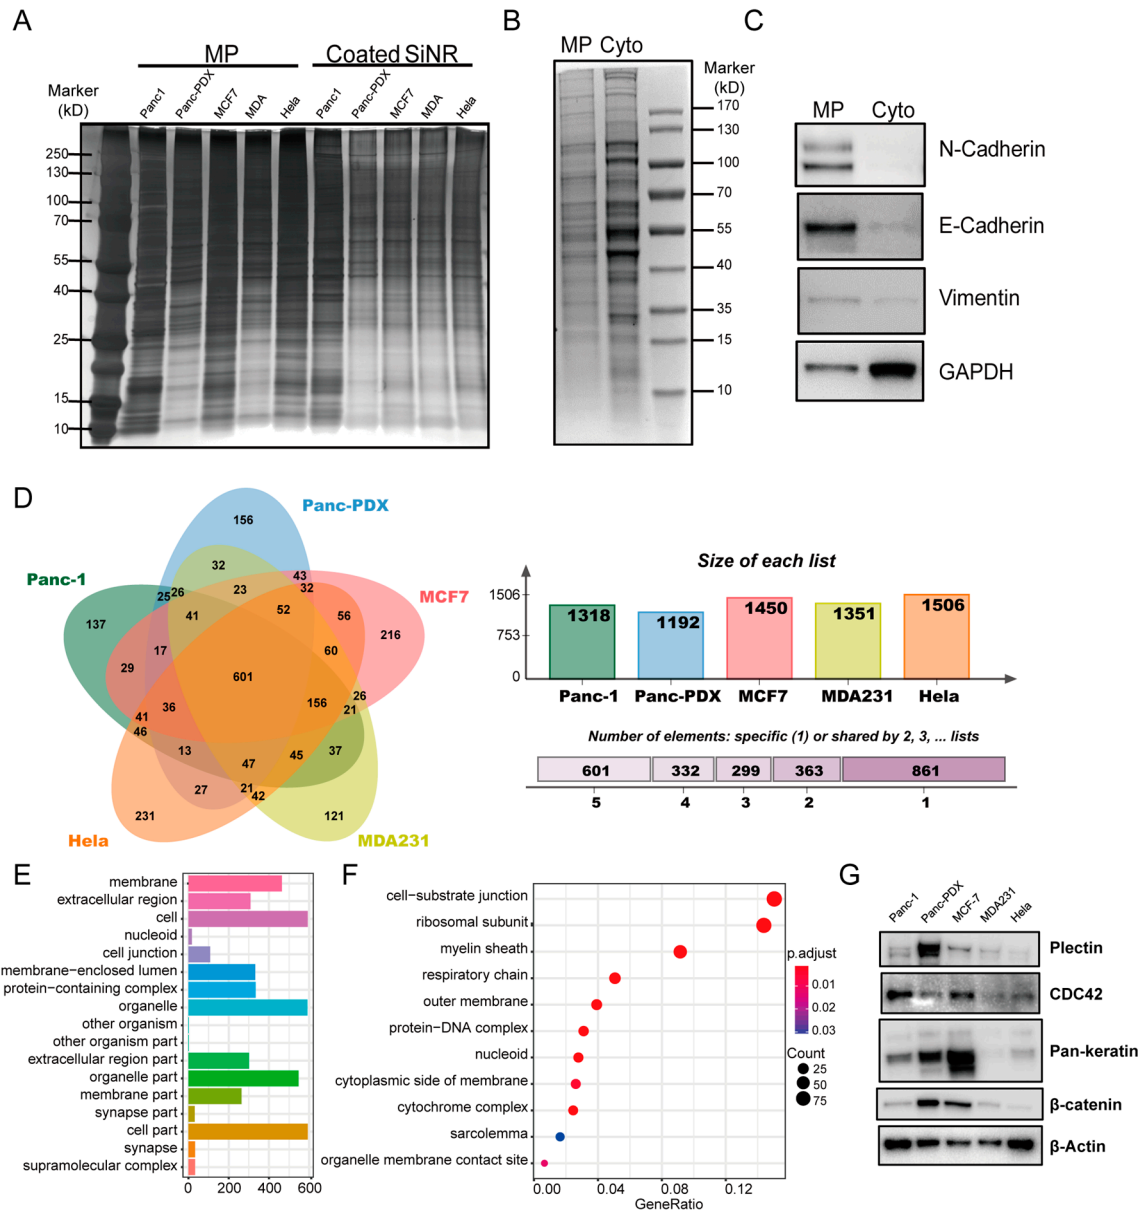 A
MP
Coated SiNR
Marker
(kD)
Panc1
Panc-PDX
MCF7
MDA
Hela
Panc1
Panc-PDX
MCF7
MDA
Hela
250
130
100
70
55
40
25
15
10
B
MP Cyto
Marker
(kD)
170
130
100
70
55
40
35
15
10
C
MP Cyto
N-Cadherin
E-Cadherin
Vimentin
GAPDH
D
Panc-PDX
Panc-1
MCF7
Hela
MDA231
156
32
43
32
25
26
23
41
52
56
216
137
17
60
29
601
26
156
21
36
41
46
13
45
37
47
27
21
42
231
121
Size of each list
1506
753
0
1318
1192
1450
1351
1506
Panc-1 Panc-PDX MCF7 MDA231 Hela
Number of elements: specific (1) or shared by 2, 3, ... lists
601 332 299 363 861
5 4 3 2 1
E
membrane
extracellular region
cell
nucleoid
cell junction
membrane-enclosed lumen
protein-containing complex
organelle
other organism
other organism part
extracellular region part
organelle part
membrane part
synapse part
cell part
synapse
supramolecular complex
0 200 400 600
F
cell-substrate junction
ribosomal subunit
myelin sheath
respiratory chain
outer membrane
protein-DNA complex
nucleoid
cytoplasmic side of membrane
cytochrome complex
sarcolemma
organelle membrane contact site
0.00 0.04 0.08 0.12
GeneRatio
p.adjust
0.01
0.02
0.03
Count
25
50
75
G
Panc-1
Panc-PDX
MCF-7
MDA231
Hela
Plectin
CDC42
Pan-keratin
β-catenin
β-Actin